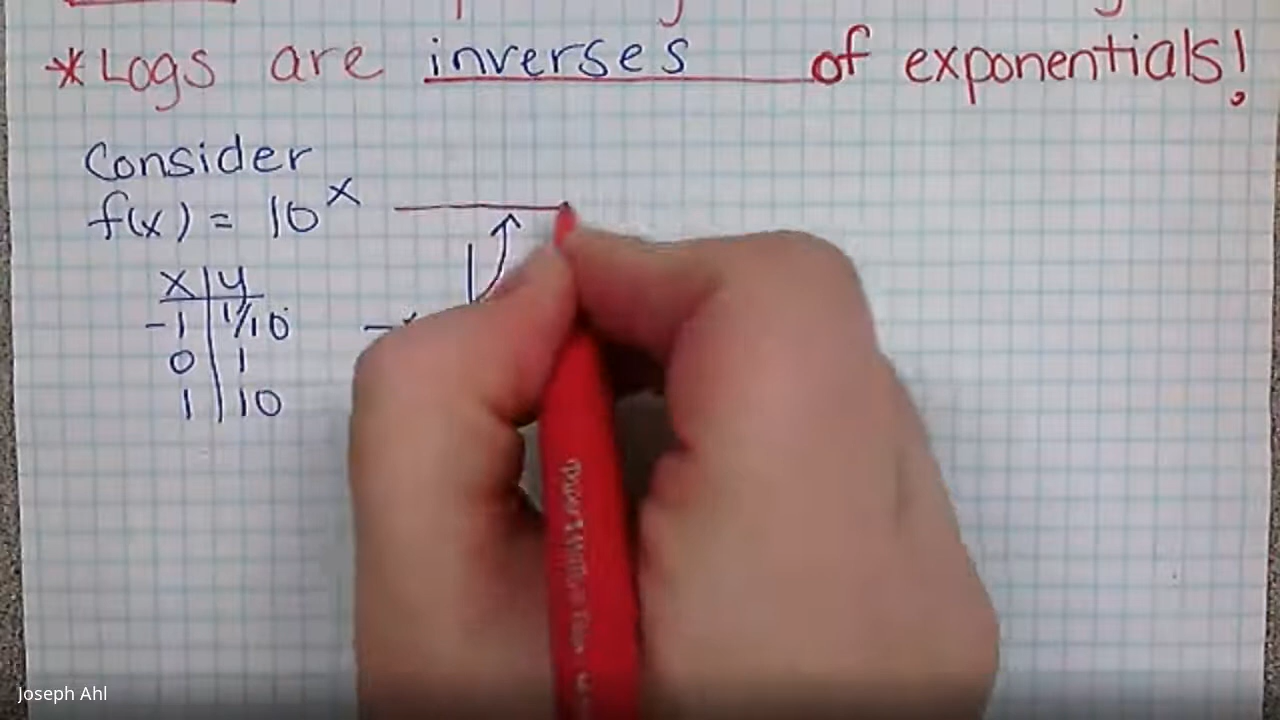 *Logs are inverses of exponentials!
Consider
f(x) = 10^x
x | y
-1 | 1/10
0 | 1
1 | 10
Joseph Ahl